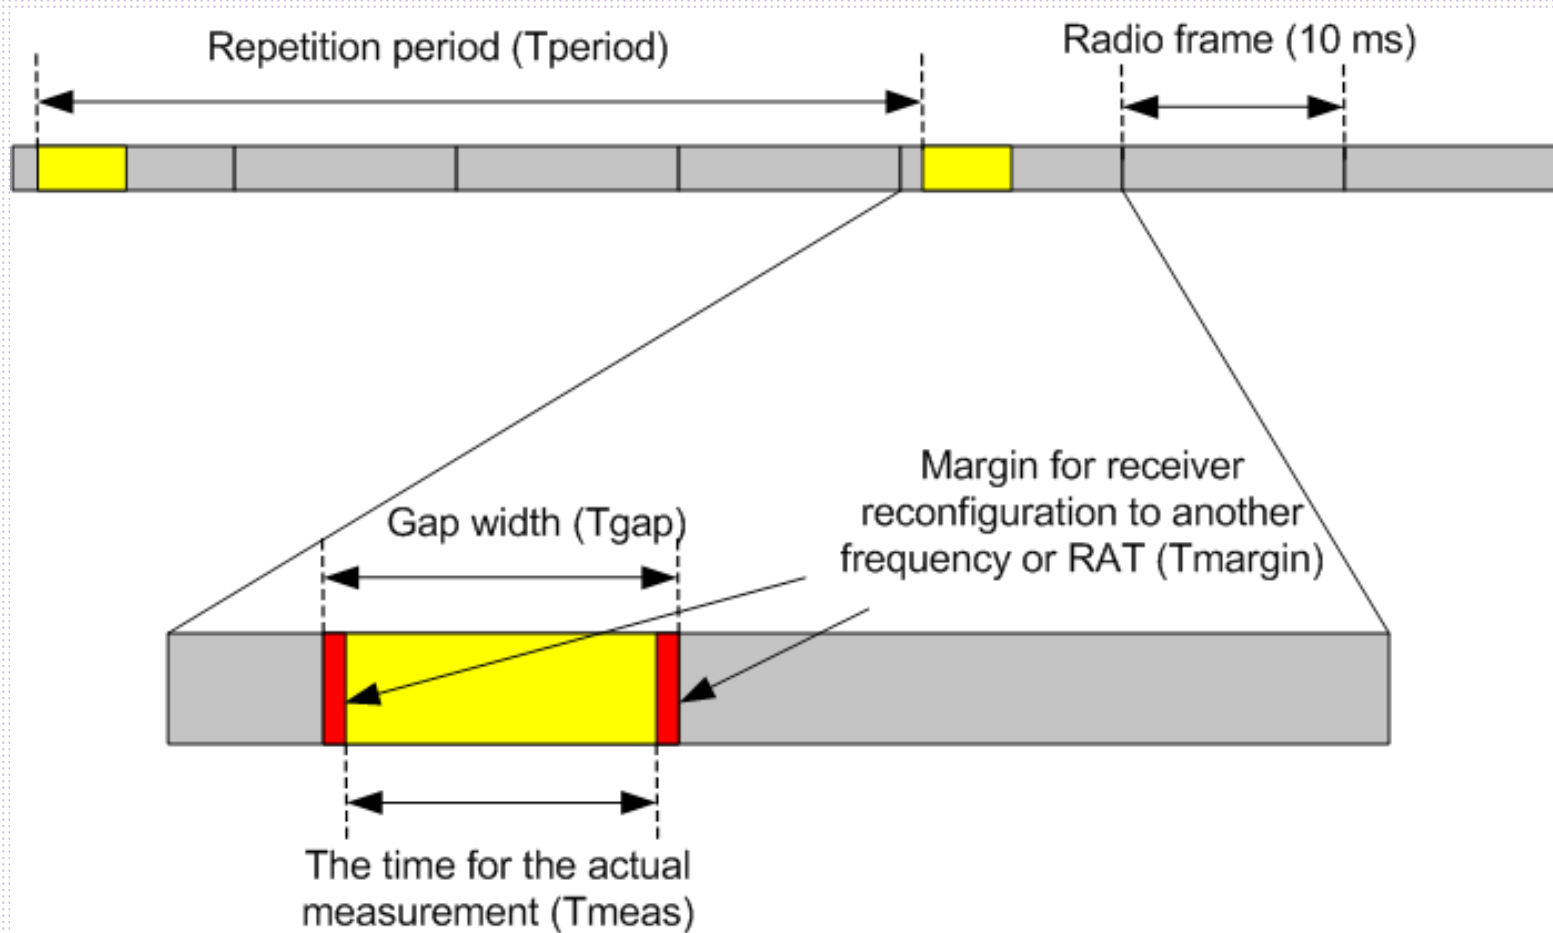 Repetition period (Tperiod)
Radio frame (10 ms)
Margin for receiver
reconfiguration to another
frequency or RAT (Tmargin)
Gap width (Tgap)
The time for the actual
measurement (Tmeas)